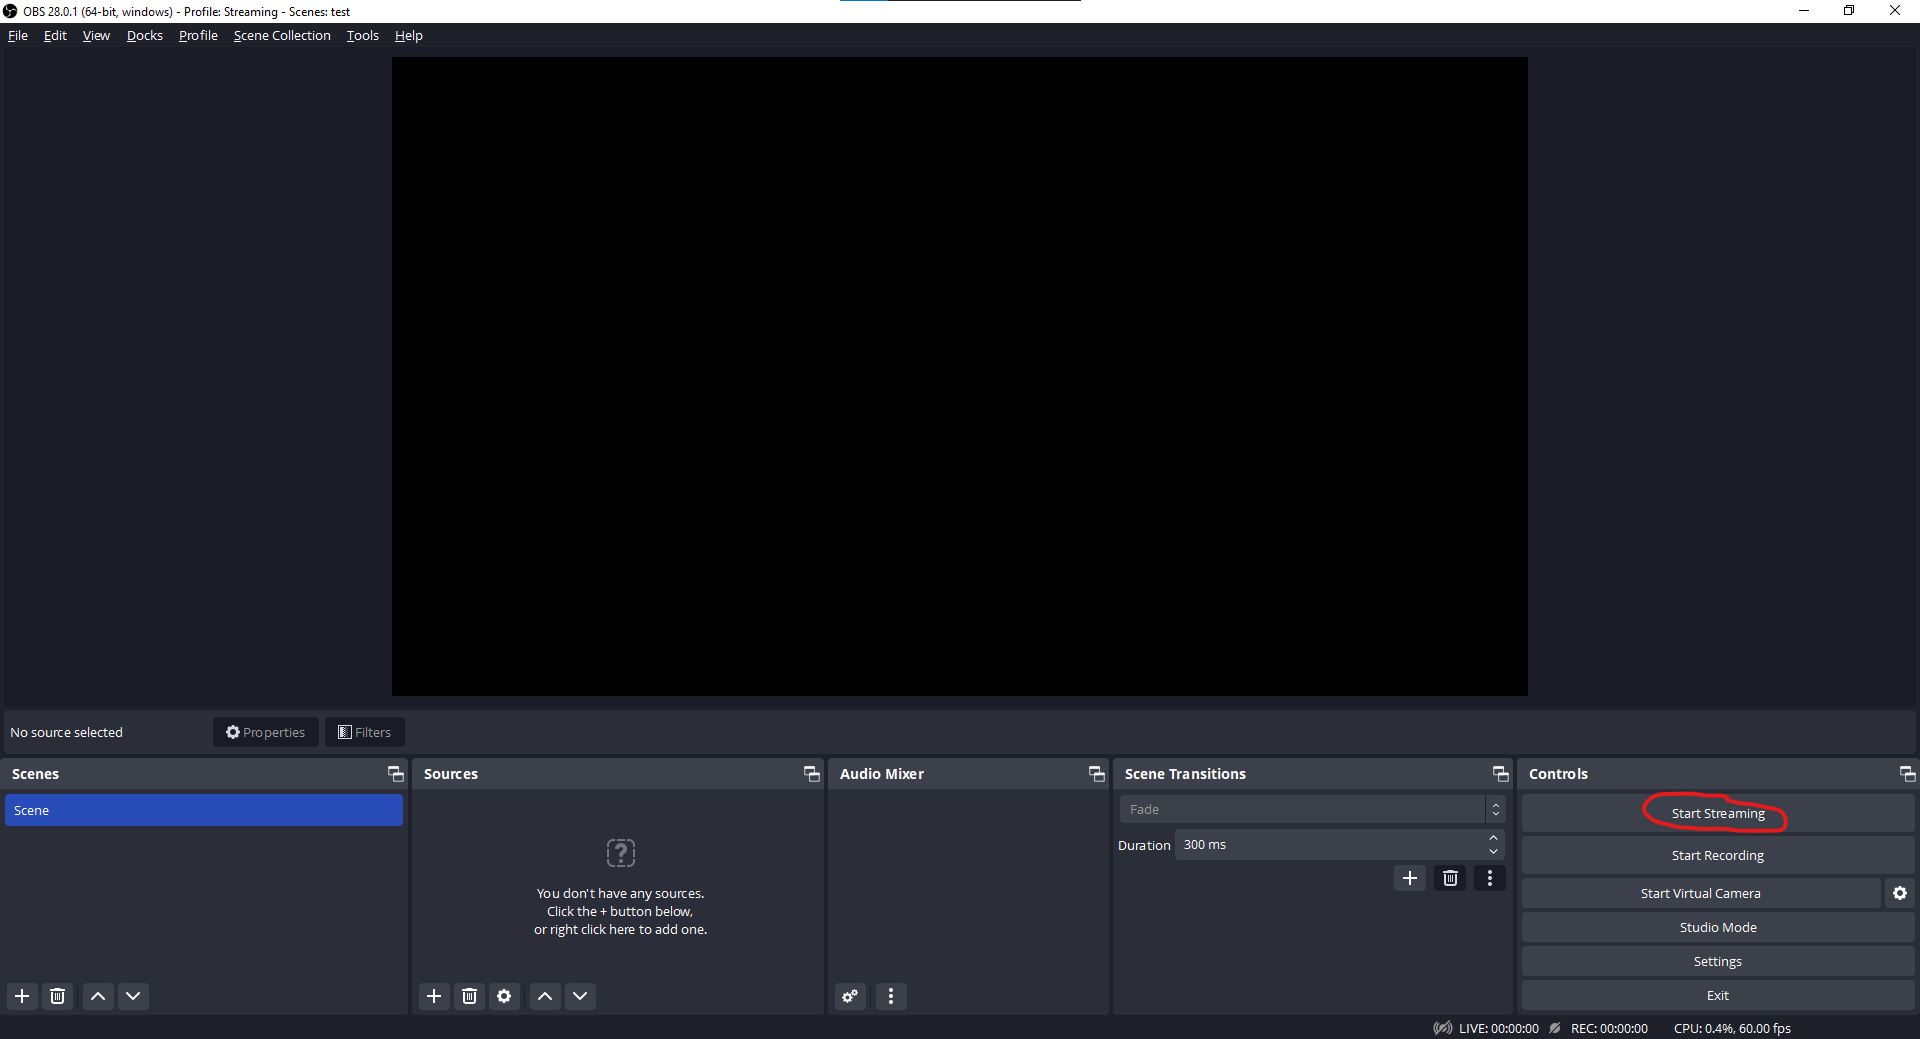 OBS 28.0.1 (64-bit, windows) - Profile: Streaming - Scenes: test
File Edit View Docks Profile Scene Collection Tools Help
No source selected
Properties
Filters
Scenes
Scene
Sources
You don't have any sources.
Click the + button below,
or right click here to add one.
Audio Mixer
Scene Transitions
Fade
Duration 300 ms
Controls
Start Streaming
Start Recording
Start Virtual Camera
Studio Mode
Settings
Exit
LIVE: 00:00:00 REC: 00:00:00 CPU: 0.4%, 60.00 fps